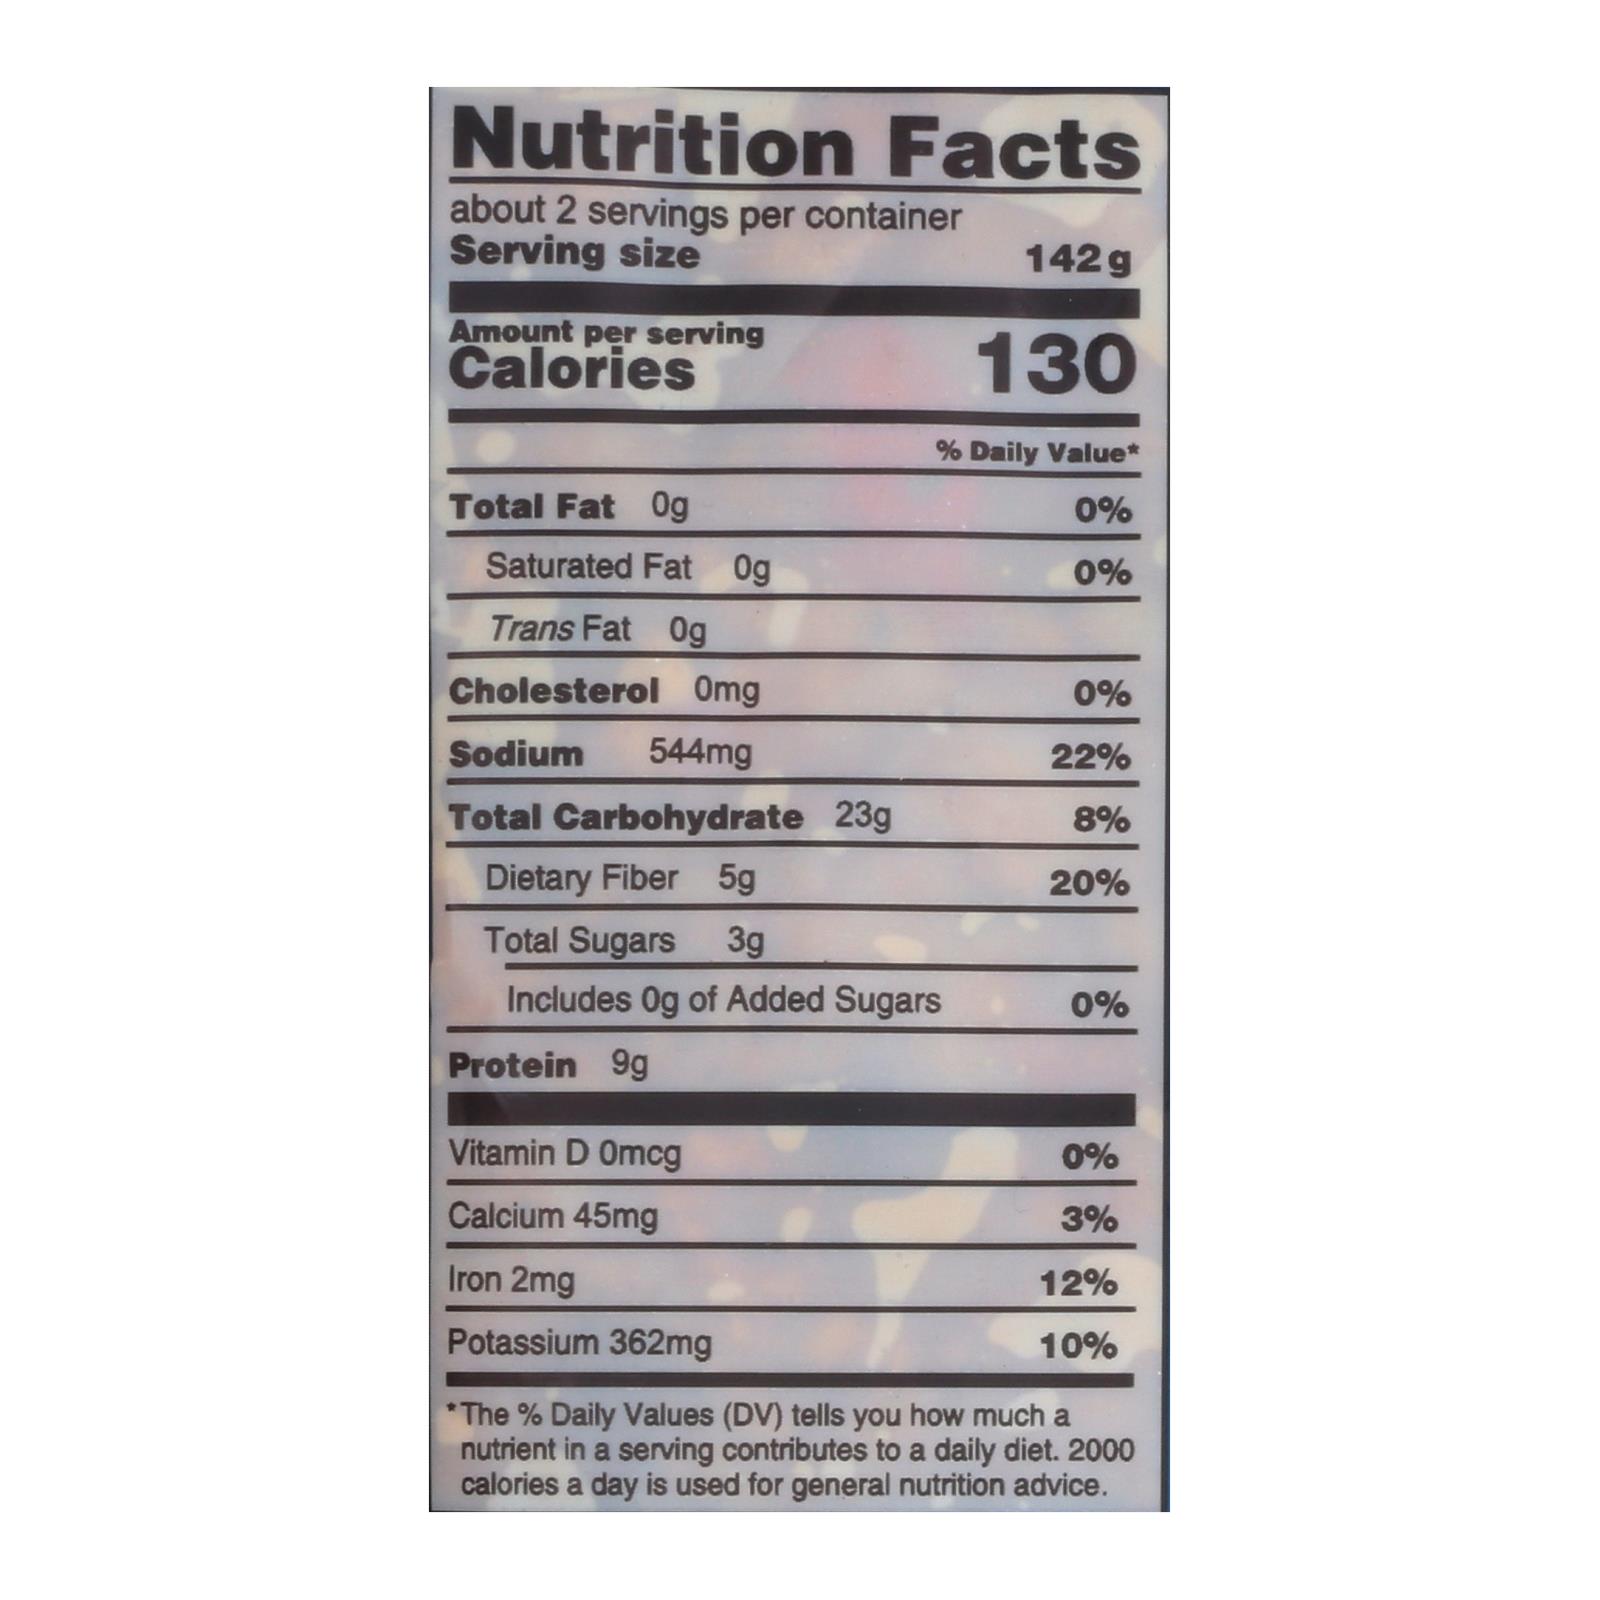 Nutrition Facts
about 2 servings per container
Serving size 142g
Amount per serving
Calories 130
% Daily Value*
Total Fat 0g 0%
Saturated Fat 0g 0%
Trans Fat 0g
Cholesterol 0mg 0%
Sodium 544mg 22%
Total Carbohydrate 23g 8%
Dietary Fiber 5g 20%
Total Sugars 3g
Includes 0g of Added Sugars 0%
Protein 9g
Vitamin D 0mcg 0%
Calcium 45mg 3%
Iron 2mg 12%
Potassium 362mg 10%
*The % Daily Values (DV) tells you how much a
nutrient in a serving contributes to a daily diet. 2000
calories a day is used for general nutrition advice.